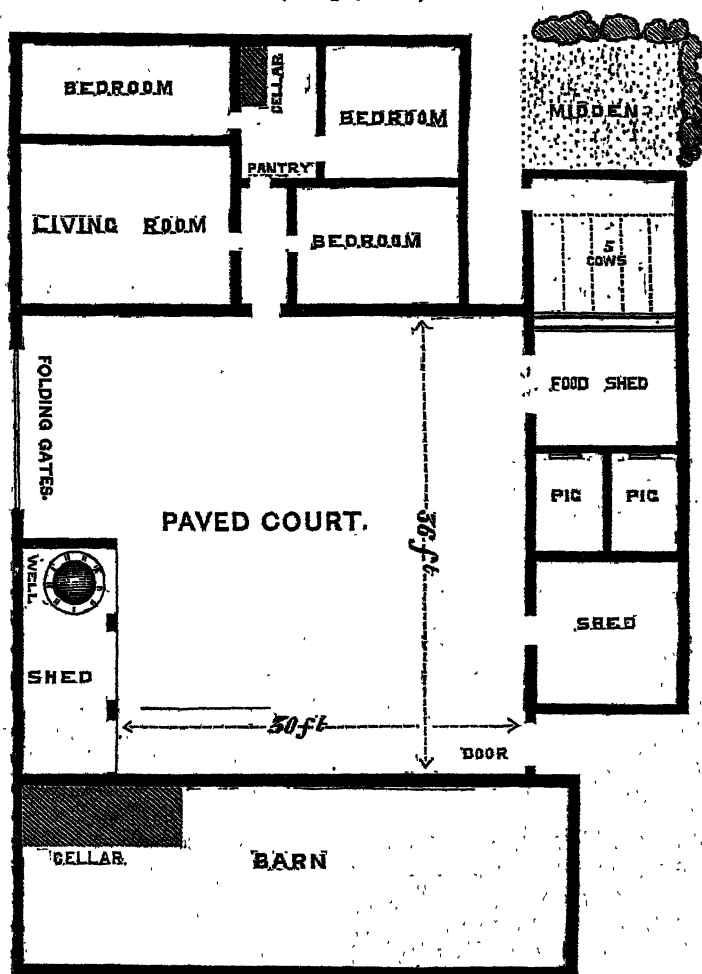 BEDROOM
CELLAR
BEDROOM
MIDDEN
PANTRY
LIVING ROOM
BEDROOM
5
COWS
FOLDING GATES.
FOOD SHED
PIG
PIG
PAVED COURT.
36 ft
WELL
SHED
SHED
30 ft
DOOR
CELLAR.
BARN